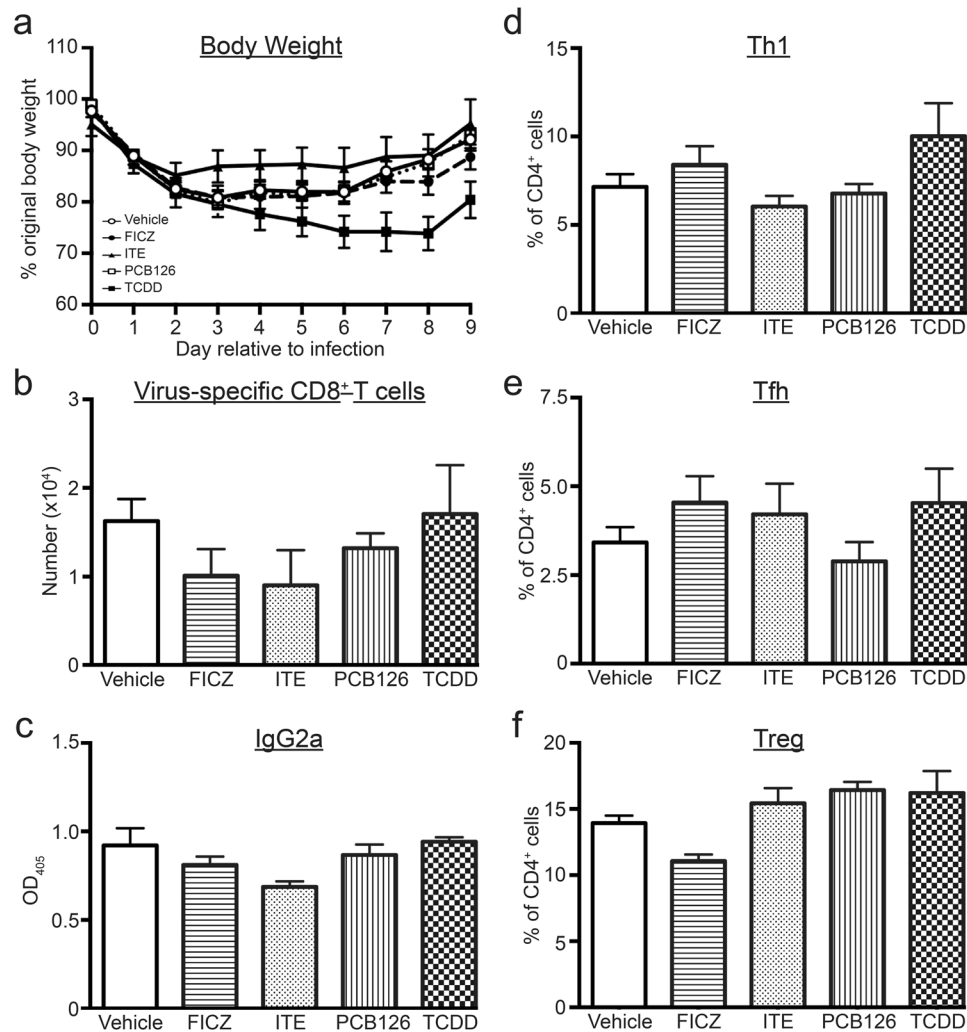 a
Body Weight
% original body weight
110
100
90
80
70
60
Vehicle
FICZ
ITE
PCB126
TCDD
0 1 2 3 4 5 6 7 8 9
Day relative to infection
b
Virus-specific CD8⁺ T cells
Number (x10⁴)
3
2
1
0
Vehicle FICZ ITE PCB126 TCDD
c
IgG2a
OD₄₀₅
1.5
1.0
0.5
0
Vehicle FICZ ITE PCB126 TCDD
d
Th1
% of CD4⁺ cells
15
10
5
0
Vehicle FICZ ITE PCB126 TCDD
e
Tfh
% of CD4⁺ cells
7.5
5.0
2.5
0
Vehicle FICZ ITE PCB126 TCDD
f
Treg
% of CD4⁺ cells
20
15
10
5
0
Vehicle FICZ ITE PCB126 TCDD